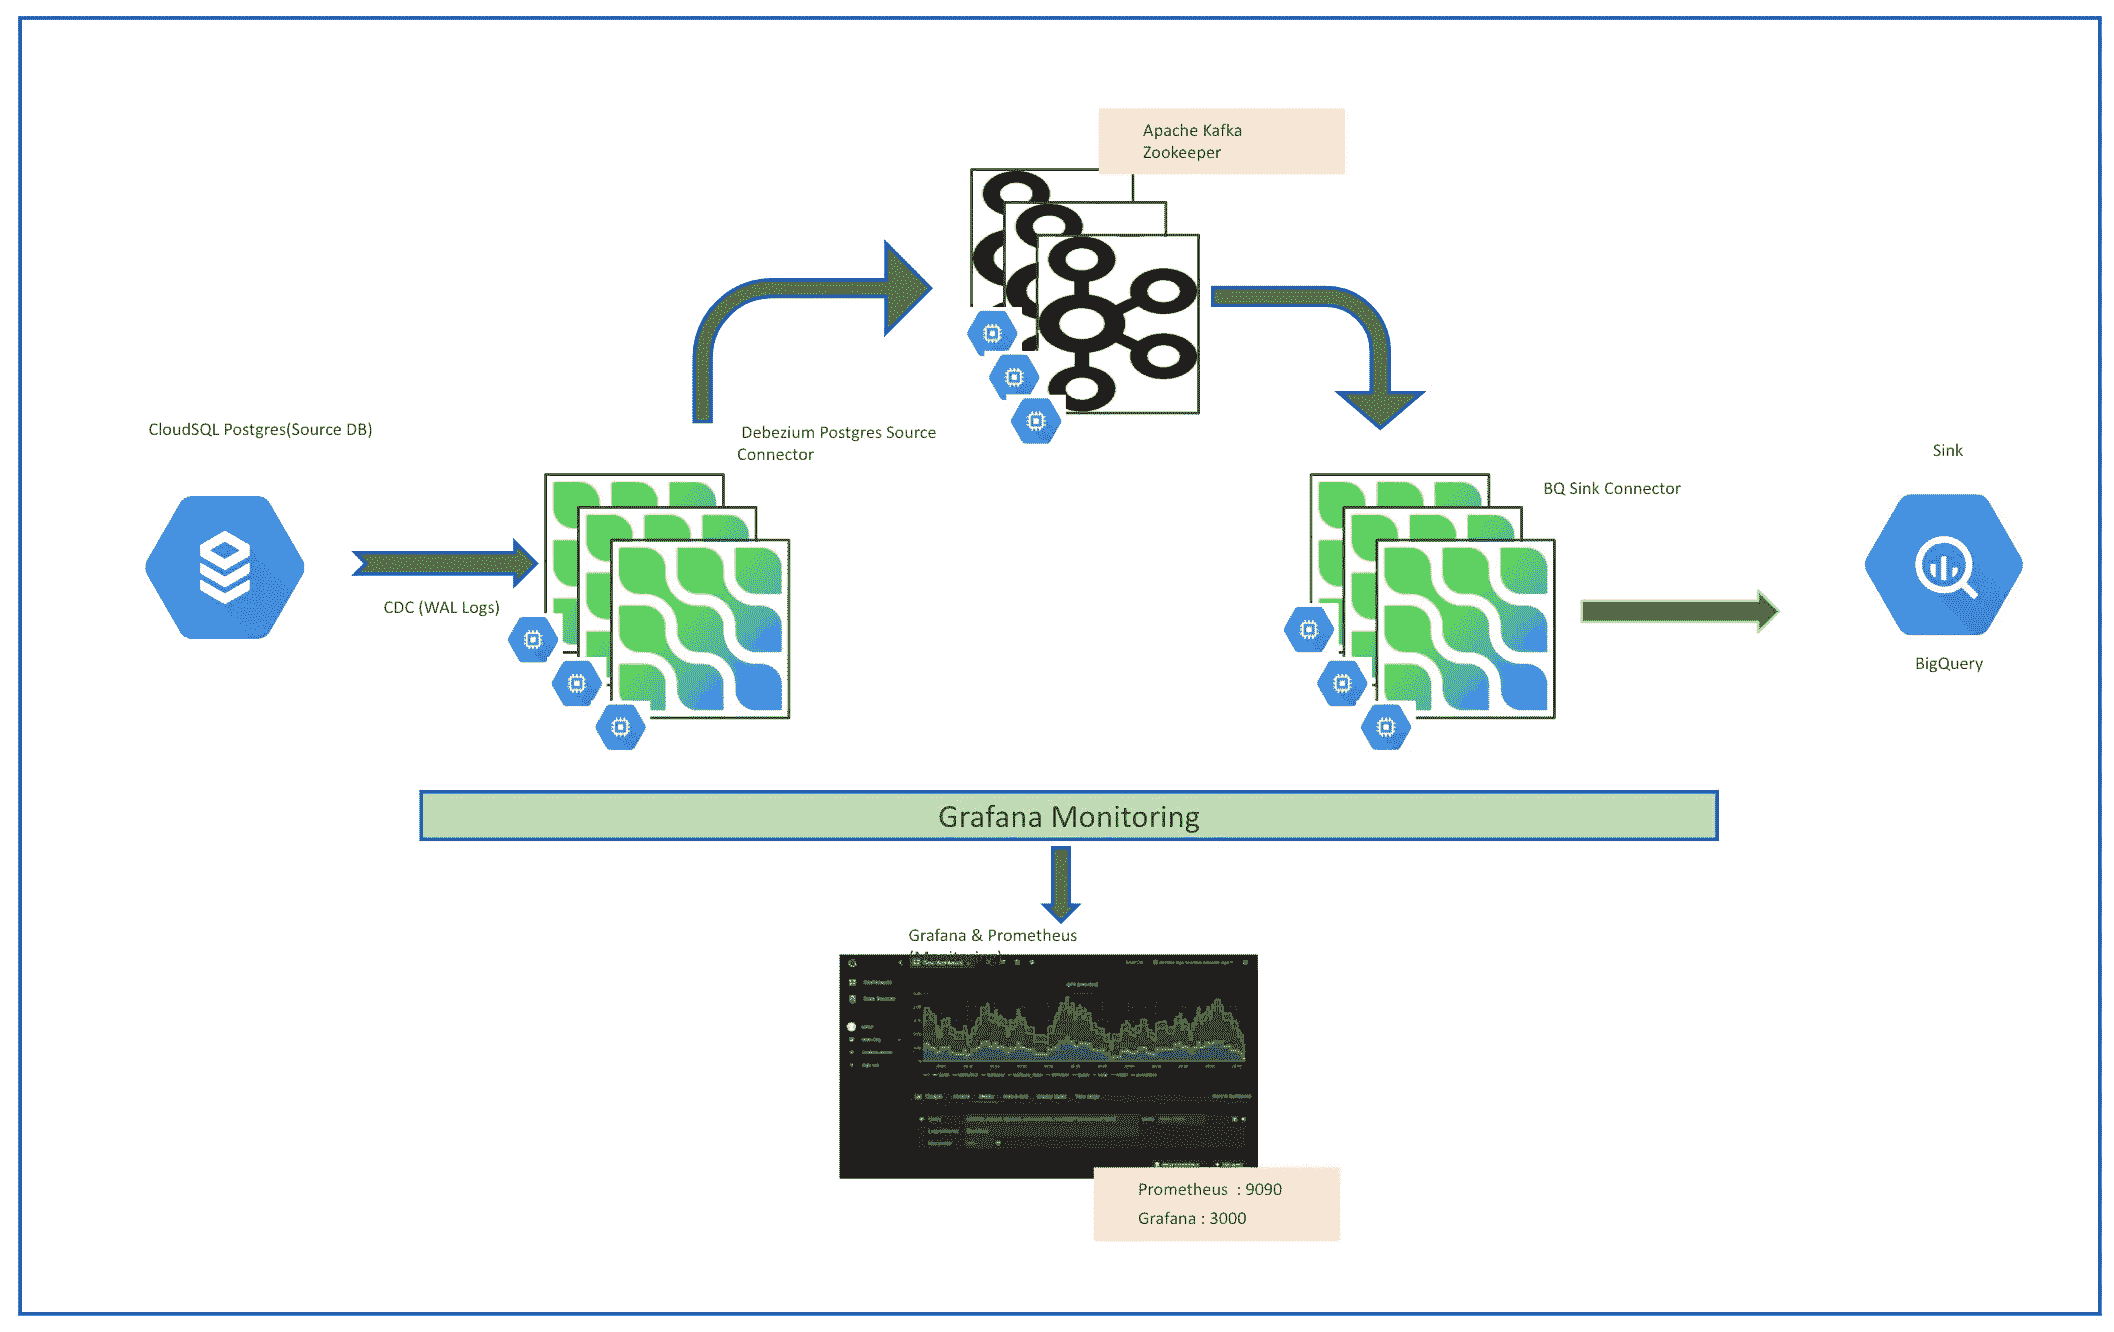 Apache Kafka
Zookeeper
CloudSQL Postgres(Source DB)
Debezium Postgres Source
Connector
Sink
BQ Sink Connector
CDC (WAL Logs)
BigQuery
Grafana Monitoring
Grafana & Prometheus
(Monitoring)
Prometheus : 9090
Grafana : 3000